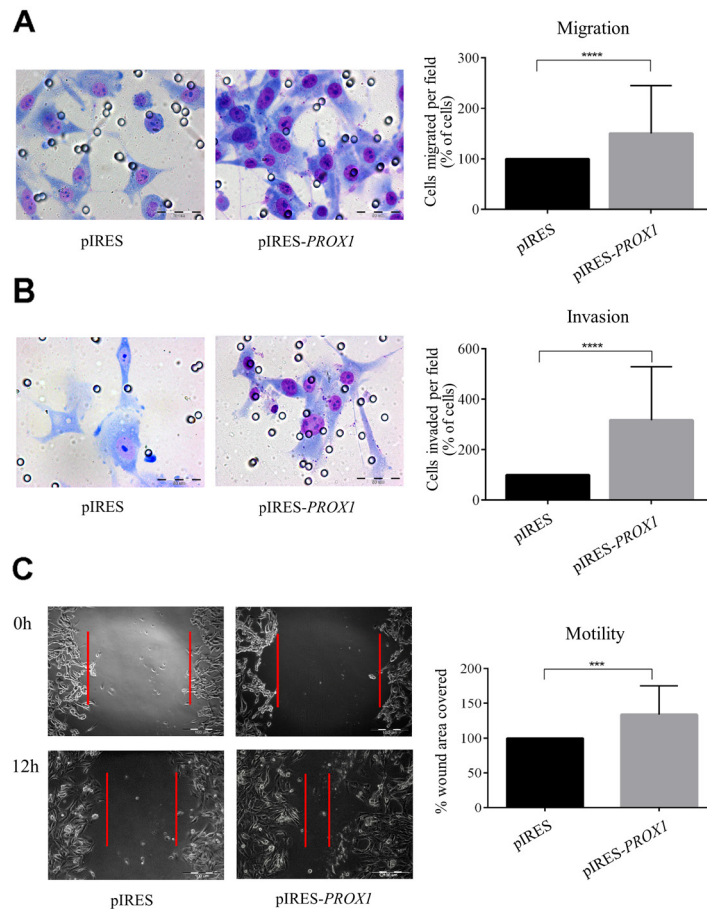 A
Migration
Cells migrated per field
(% of cells)
300
200
150
100
0
****
pIRES
pIRES-PROX1
pIRES
pIRES-PROX1
B
Invasion
Cells invaded per field
(% of cells)
600
400
200
0
****
pIRES
pIRES-PROX1
pIRES
pIRES-PROX1
C
0h
12h
Motility
% wound area covered
200
150
100
50
0
***
pIRES
pIRES-PROX1
pIRES
pIRES-PROX1